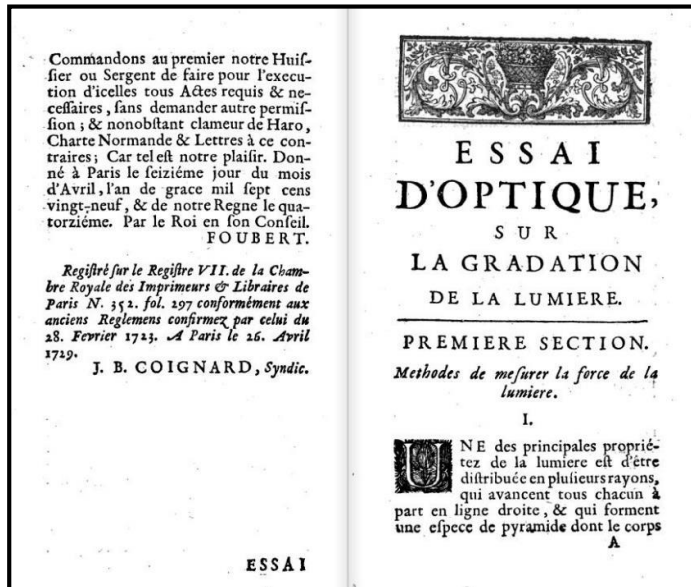 Commandons au premier notre Huiſ-
ſier ou Sergent de faire pour l'execu-
tion d'icelles tous Actes requis & ne-
ceſſaires, ſans demander autre permiſ-
ſion; & nonobſtant clameur de Haro,
Charte Normande & Lettres à ce con-
traires; Car tel eſt notre plaiſir. Don-
né à Paris le ſeiziéme jour du mois
d'Avril, l'an de grace mil ſept cens
vingt-neuf, & de notre Regne le qua-
torziéme. Par le Roi en ſon Conſeil.
FOUBERT.
Regiſtré ſur le Regiſtre VII. de la Cham-
bre Royale des Imprimeurs & Libraires de
Paris N. 352. fol. 297 conformément aux
anciens Reglemens confirmez par celui du
28. Fevrier 1723. A Paris le 26. Avril
1729.
J. B. COIGNARD, Syndic.
ESSAI
ESSAI
D'OPTIQUE,
SUR
LA GRADATION
DE LA LUMIERE.
PREMIERE SECTION.
Methodes de meſurer la force de la
lumiere.
I.
UNE des principales proprié-
tez de la lumiere eſt d'être
diſtribuée en pluſieurs rayons,
qui avancent tous chacun à
part en ligne droite, & qui forment
une eſpece de pyramide dont le corps
A